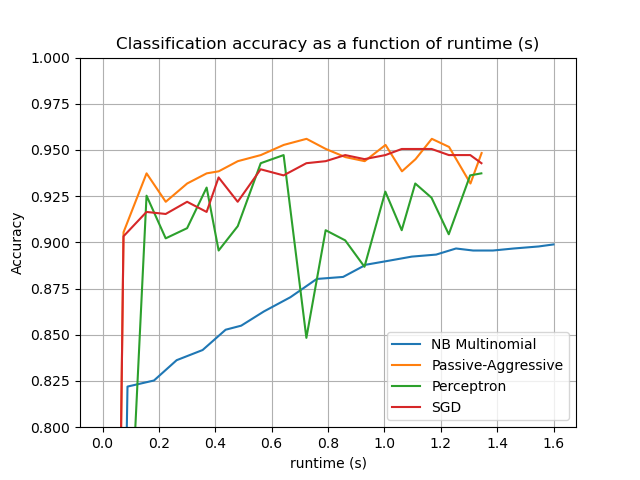 Classification accuracy as a function of runtime (s)
1.000
0.975
0.950
0.925
0.900
0.875
0.850
0.825
0.800
Accuracy
NB Multinomial
Passive-Aggressive
Perceptron
SGD
0.0 0.2 0.4 0.6 0.8 1.0 1.2 1.4 1.6
runtime (s)